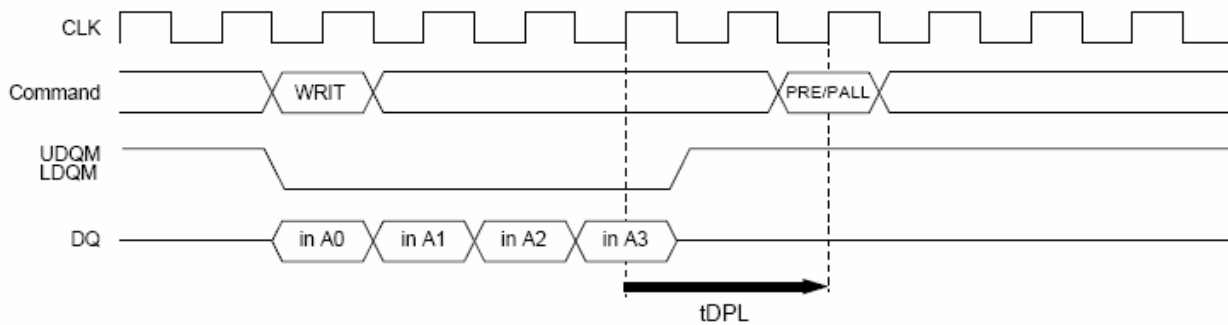 CLK
Command WRIT PRE/PALL
UDQM
LDQM
DQ in A0 in A1 in A2 in A3
tDPL